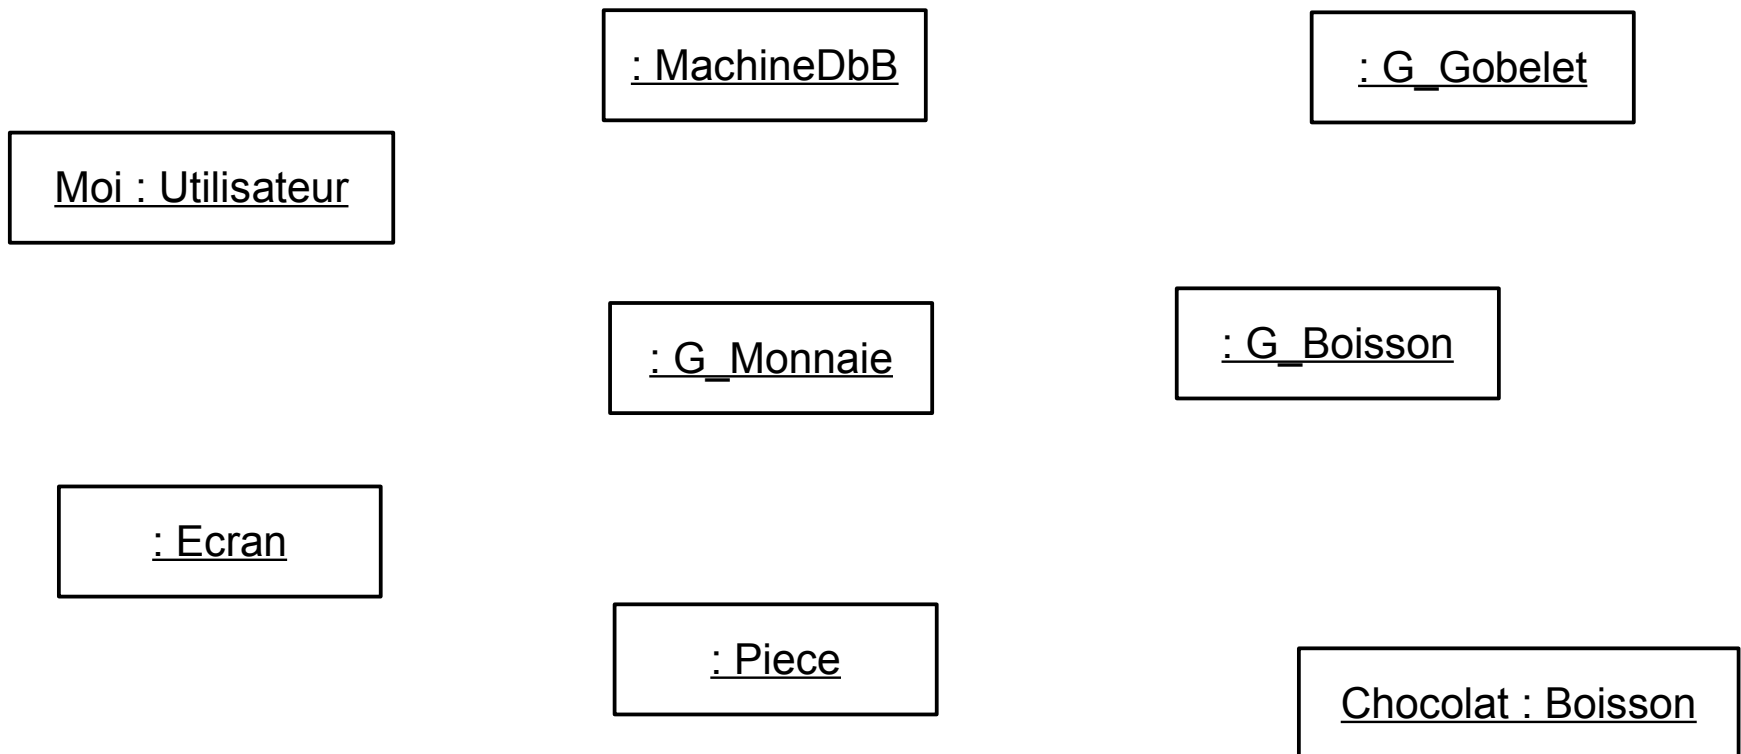 : MachineDbB
: G_Gobelet
Moi : Utilisateur
: G_Monnaie
: G_Boisson
: Ecran
: Piece
Chocolat : Boisson